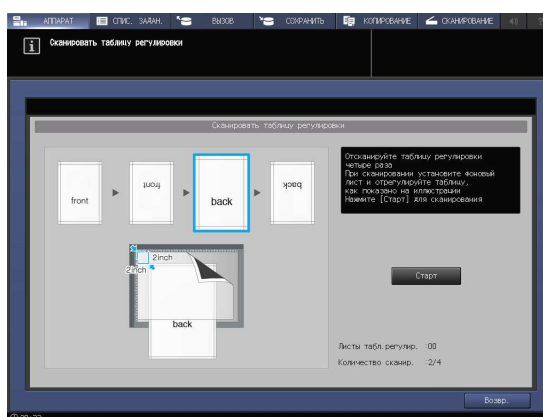 АППАРАТ СПИС. ЗАДАН. ВЫЗОВ СОХРАНИТЬ КОПИРОВАНИЕ СКАНИРОВАНИЕ
Сканировать таблицу регулировки
Сканировать таблицу регулировки
front front back back
2inch
2inch
back
Отсканируйте таблицу регулировки
четыре раза
При сканировании установите фоновый
лист и отрегулируйте таблицу,
как показано на иллюстрации
Нажмите [Старт] для сканирования
Старт
Листы табл.регулир. :00
Количество сканир. :2/4
Возвр.